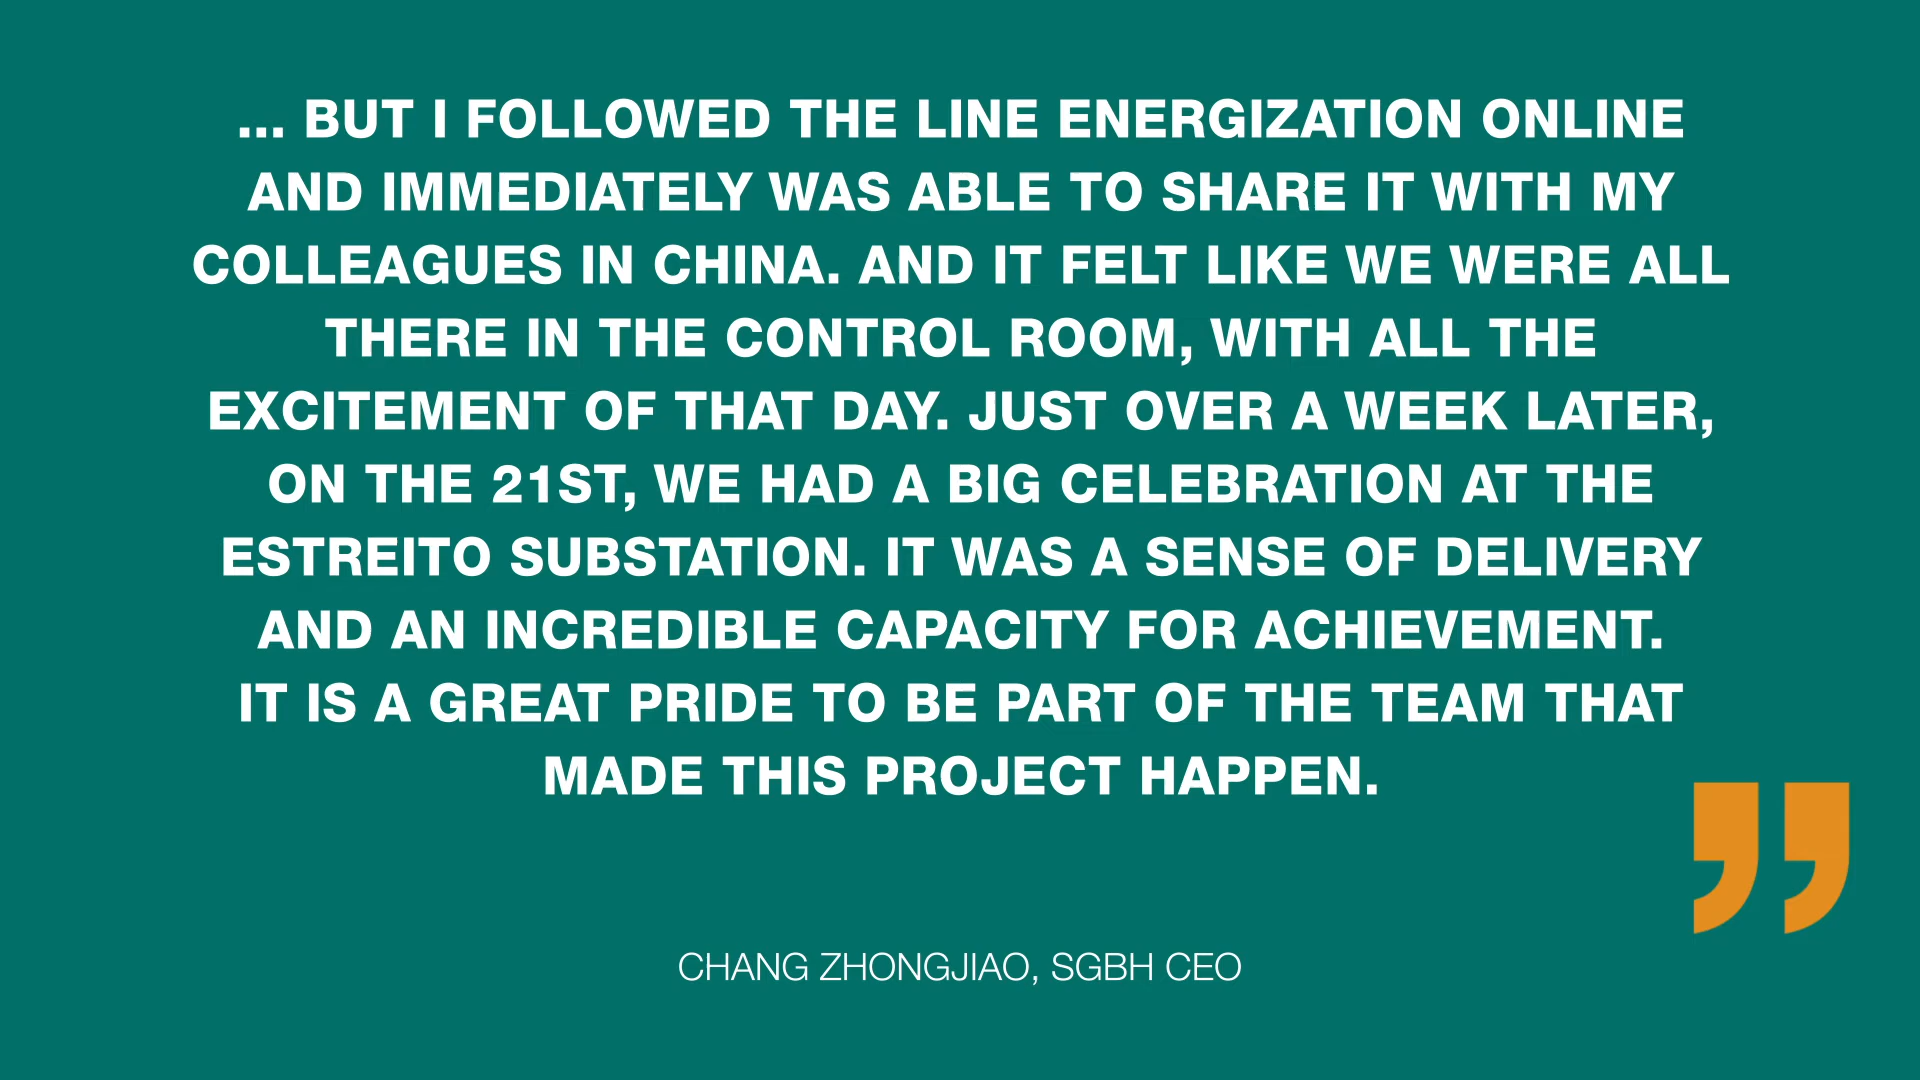 ... BUT I FOLLOWED THE LINE ENERGIZATION ONLINE
AND IMMEDIATELY WAS ABLE TO SHARE IT WITH MY
COLLEAGUES IN CHINA. AND IT FELT LIKE WE WERE ALL
THERE IN THE CONTROL ROOM, WITH ALL THE
EXCITEMENT OF THAT DAY. JUST OVER A WEEK LATER,
ON THE 21ST, WE HAD A BIG CELEBRATION AT THE
ESTREITO SUBSTATION. IT WAS A SENSE OF DELIVERY
AND AN INCREDIBLE CAPACITY FOR ACHIEVEMENT.
IT IS A GREAT PRIDE TO BE PART OF THE TEAM THAT
MADE THIS PROJECT HAPPEN.
”
CHANG ZHONGJIAO, SGBH CEO